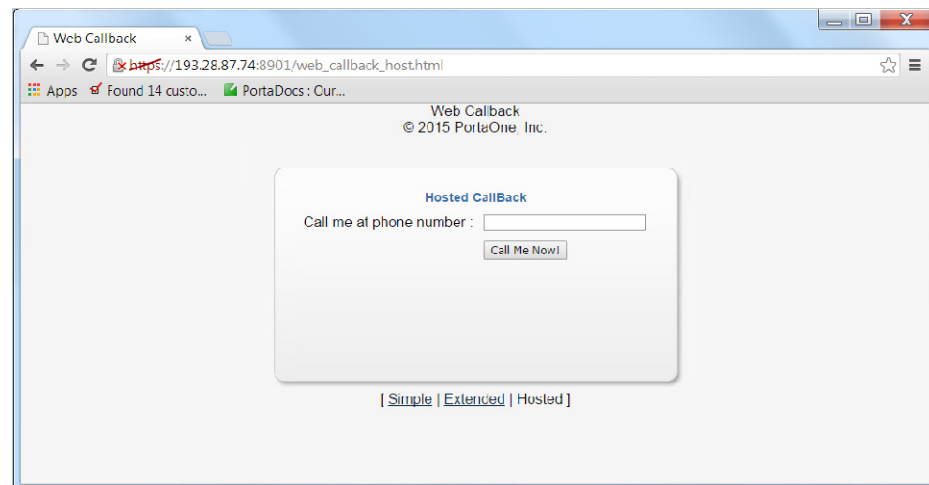 Web Callback
https://193.28.87.74:8901/web_callback_host.html
Apps Found 14 custo... PortaDocs : Our...
Web Callback
© 2015 PortaOne, Inc.
Hosted CallBack
Call me at phone number :
Call Me Now!
[ Simple | Extended | Hosted ]